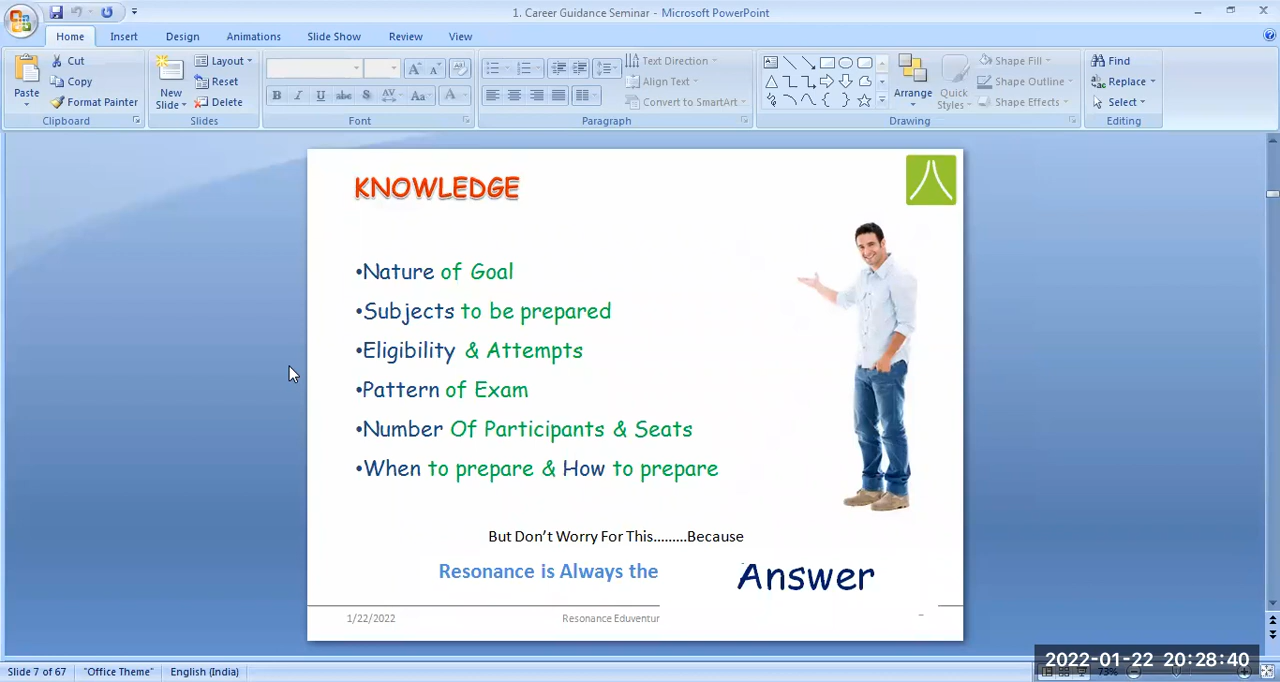 1. Career Guidance Seminar - Microsoft PowerPoint
Home Insert Design Slide Show Animations Review View
Paste
Cut
Copy
Format Painter
Clipboard
New Slide
Layout
Reset
Delete
Slides
B I U abc S AV Aa A
Font
Text Direction
Align Text
Convert to SmartArt
Paragraph
Arrange
Quick Styles
Shape Fill
Shape Outline
Shape Effects
Drawing
Find
Replace
Select
Editing
KNOWLEDGE
•Nature of Goal
•Subjects to be prepared
•Eligibility & Attempts
•Pattern of Exam
•Number Of Participants & Seats
•When to prepare & How to prepare
But Don't Worry For This.........Because
Resonance is Always the Answer
1/22/2022 Resonance Eduventur
Slide 7 of 67 "Office Theme" English (India) 73%
2022-01-22 20:28:40